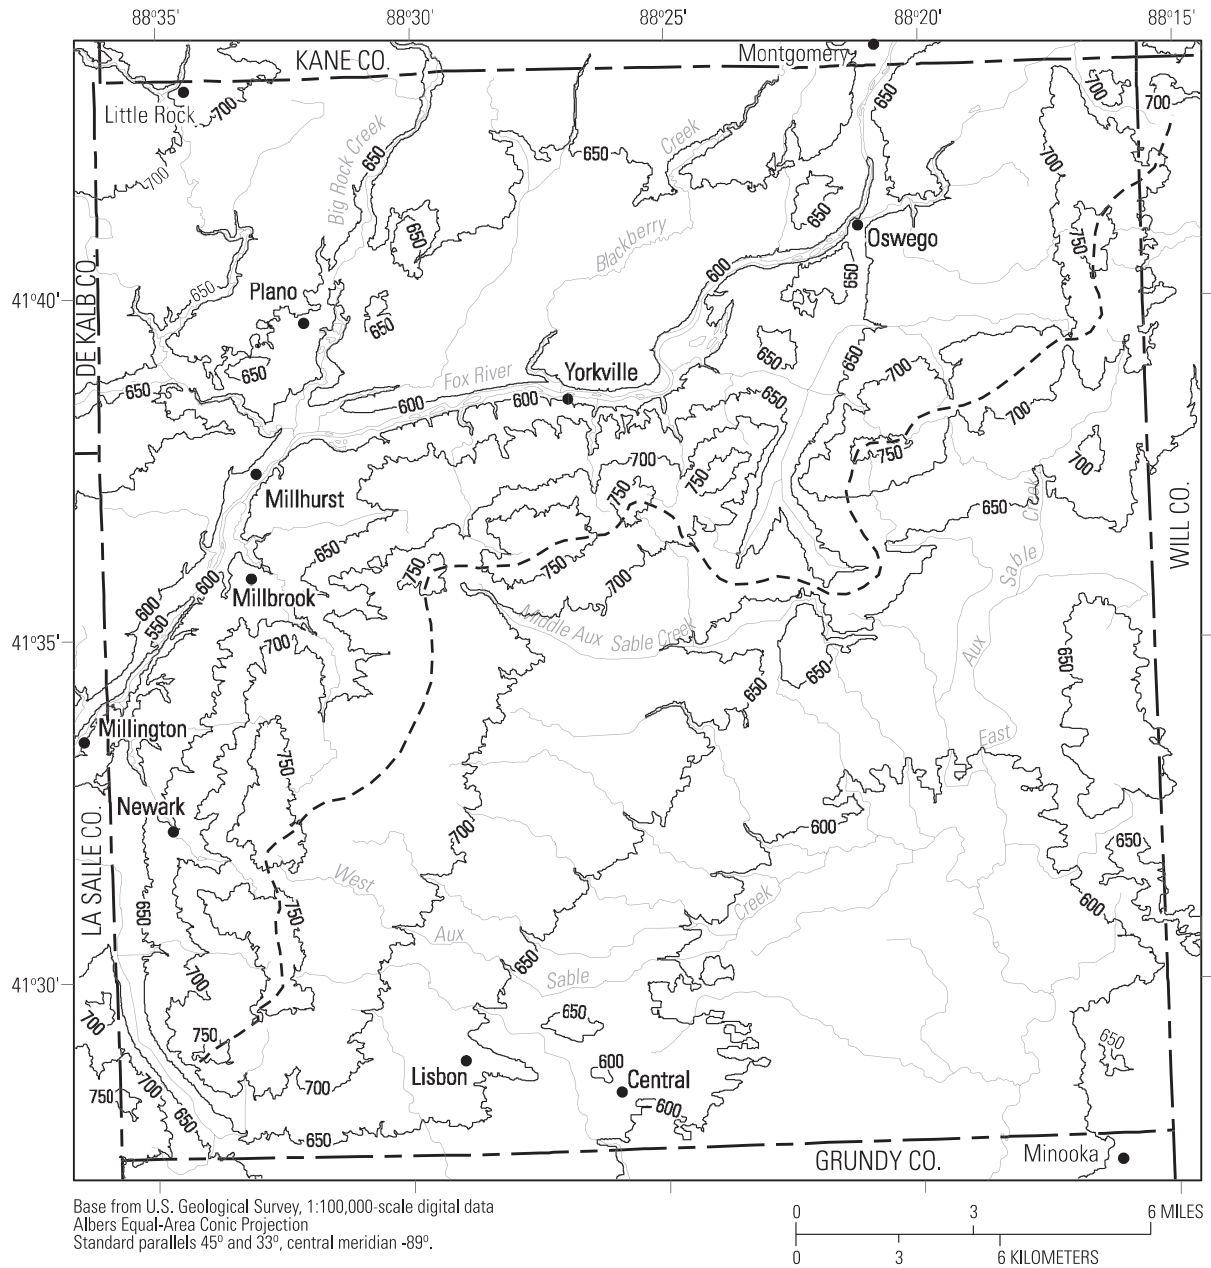 88°35' 88°30' 88°25' 88°20' 88°15'
KANE CO.
Montgomery
Little Rock
700
700
650
650
650
700
700
700
Big Rock Creek
Creek
Blackberry
650
650
Oswego
750
DE KALB CO.
41°40'
Plano
650
650
600
650
650
650
650
650
700
Fox River
Yorkville
600
600
650
700
750
700
750
750
700
Millhurst
650
650
Creek
WILL CO.
750
750
700
600
600
550
Millbrook
Sable
Middle Aux Sable Creek
Aux
41°35'
700
650
650
650
Millington
East
750
Newark
700
600
650
LA SALLE CO.
West
600
650
750
Creek
Aux
650
Sable
41°30'
700
700
650
650
750
600
Lisbon
Central
600
700
750
700
650
650
GRUNDY CO.
Minooka
Base from U.S. Geological Survey, 1:100,000-scale digital data
Albers Equal-Area Conic Projection
Standard parallels 45° and 33°, central meridian -89°.
0 3 6 MILES
0 3 6 KILOMETERS